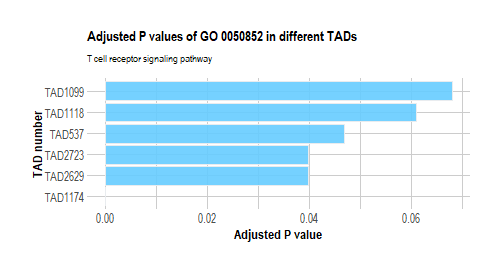 Adjusted P values of GO 0050852 in different TADs
T cell receptor signaling pathway
TAD number
TAD1099
TAD1118
TAD537
TAD2723
TAD2629
TAD1174
0.00 0.02 0.04 0.06
Adjusted P value